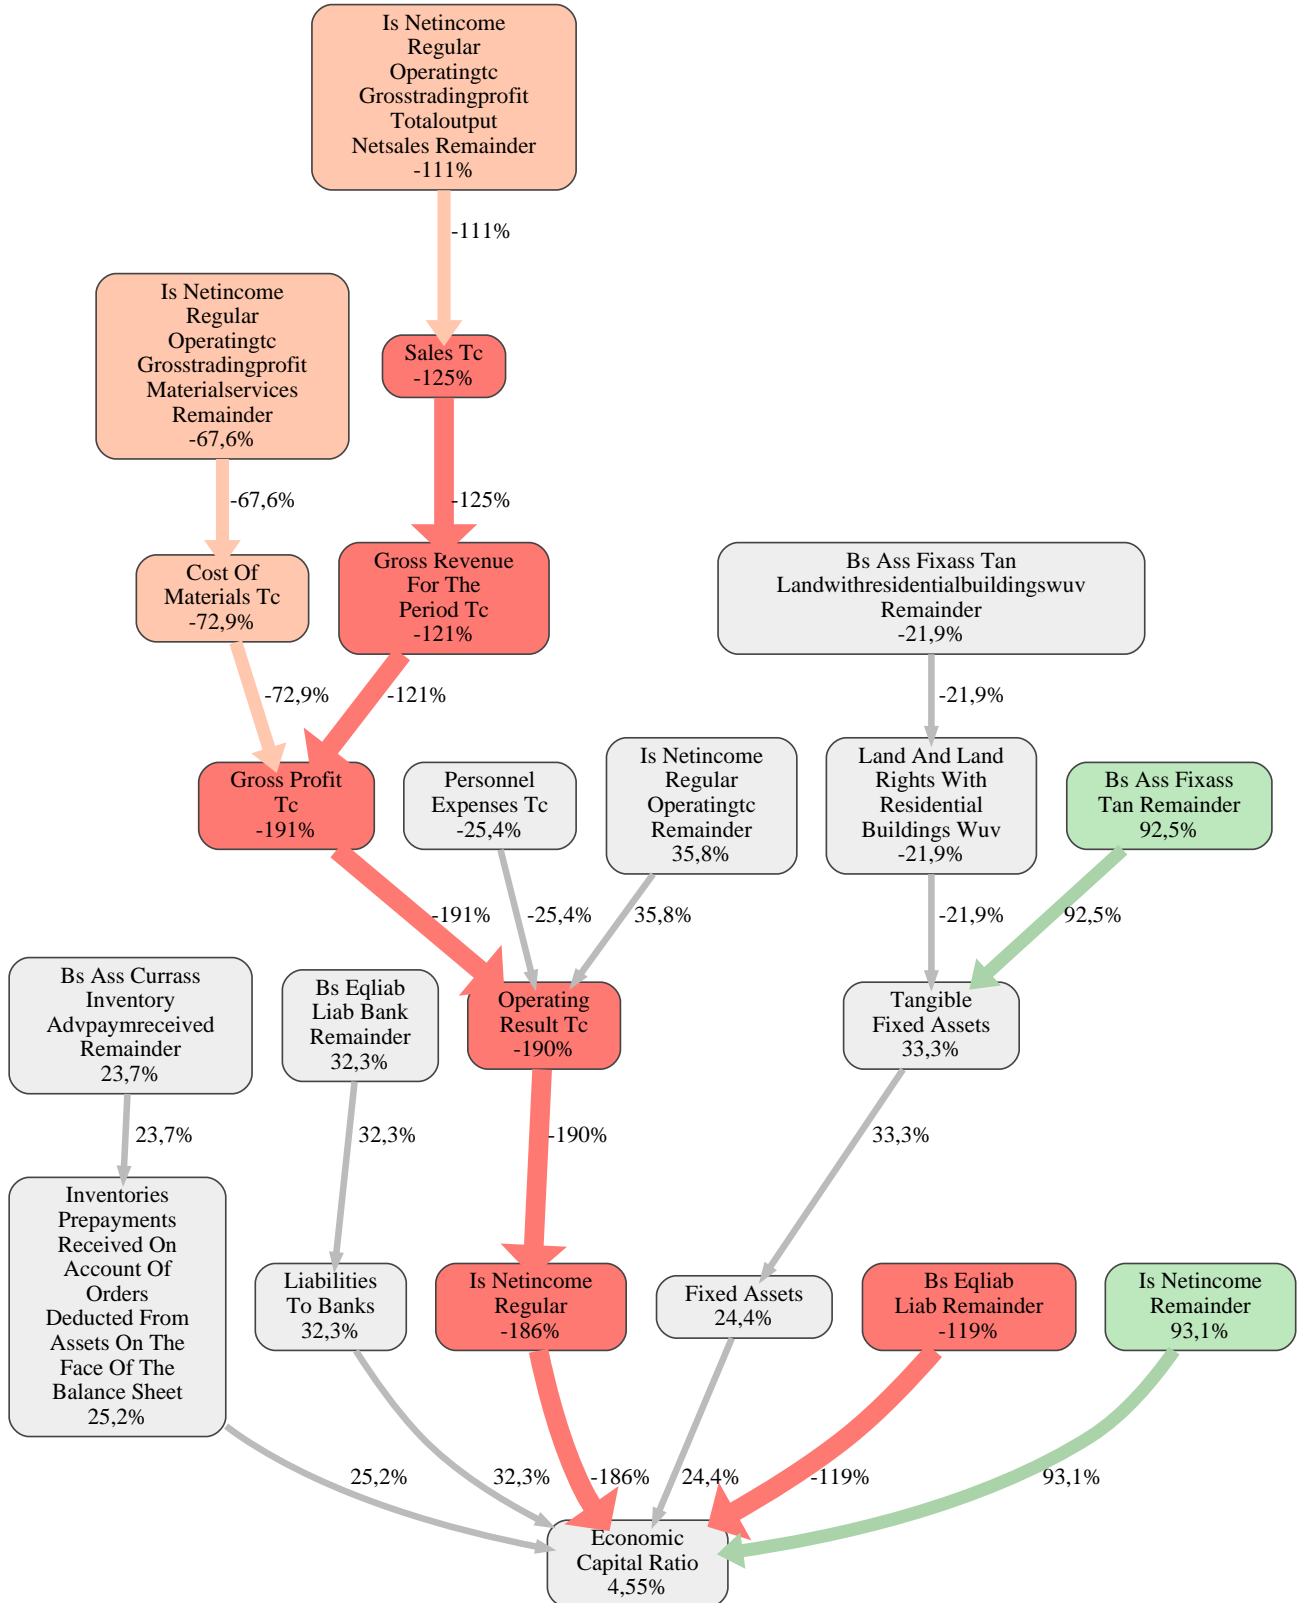 Is Netincome
Regular
Operatingtc
Grosstradingprofit
Totaloutput
Netsales Remainder
-111%
-111%
Is Netincome
Regular
Operatingtc
Grosstradingprofit
Materialservices
Remainder
-67,6%
Sales Tc
-125%
-67,6%
-125%
Cost Of
Materials Tc
-72,9%
Gross Revenue
For The
Period Tc
-121%
Bs Ass Fixass Tan
Landwithresidentialbuildingswuv
Remainder
-21,9%
-72,9%
-121%
-21,9%
Gross Profit
Tc
-191%
Personnel
Expenses Tc
-25,4%
Is Netincome
Regular
Operatingtc
Remainder
35,8%
Land And Land
Rights With
Residential
Buildings Wuv
-21,9%
Bs Ass Fixass
Tan Remainder
92,5%
-191%
-25,4%
35,8%
-21,9%
92,5%
Bs Ass Currass
Inventory
Advpaymreceived
Remainder
23,7%
Bs Eqliab
Liab Bank
Remainder
32,3%
Operating
Result Tc
-190%
Tangible
Fixed Assets
33,3%
23,7%
32,3%
-190%
33,3%
Inventories
Prepayments
Received On
Account Of
Orders
Deducted From
Assets On The
Face Of The
Balance Sheet
25,2%
Liabilities
To Banks
32,3%
Is Netincome
Regular
-186%
Fixed Assets
24,4%
Bs Eqliab
Liab Remainder
-119%
Is Netincome
Remainder
93,1%
25,2%
32,3%
-186%
24,4%
-119%
93,1%
Economic
Capital Ratio
4,55%